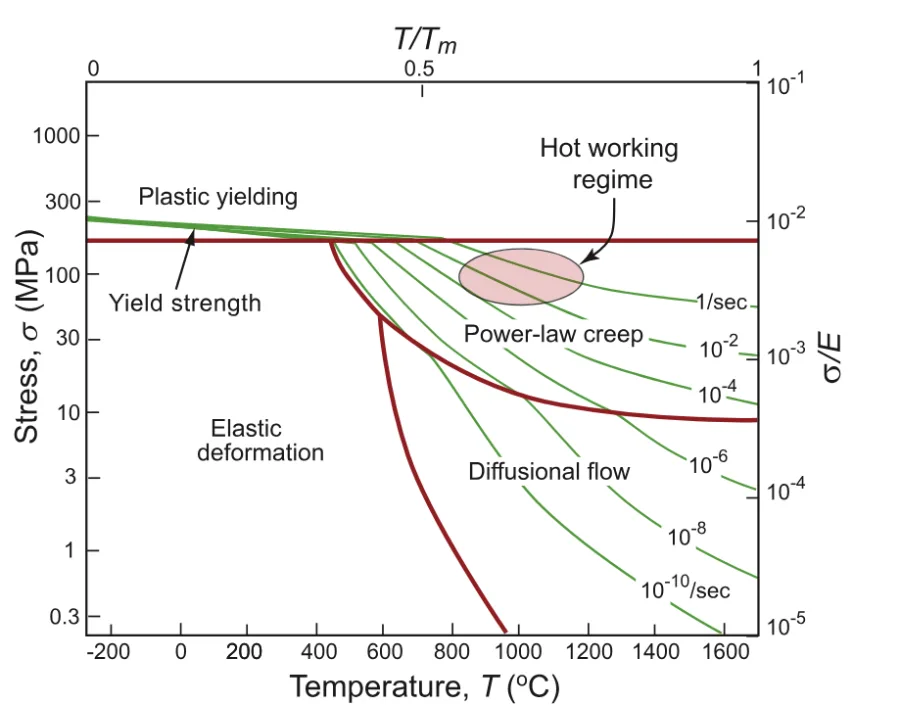 T/Tm
0 0.5 1
10-1
1000
Hot working
regime
Plastic yielding
300
10-2
100
Yield strength
1/sec
30
Power-law creep
10-2
10-3
10-4
10
Elastic
deformation
10-6
3
Diffusional flow
10-4
10-8
1
10-10/sec
0.3
10-5
Stress, σ (MPa)
σ/E
-200 0 200 400 600 800 1000 1200 1400 1600
Temperature, T (oC)